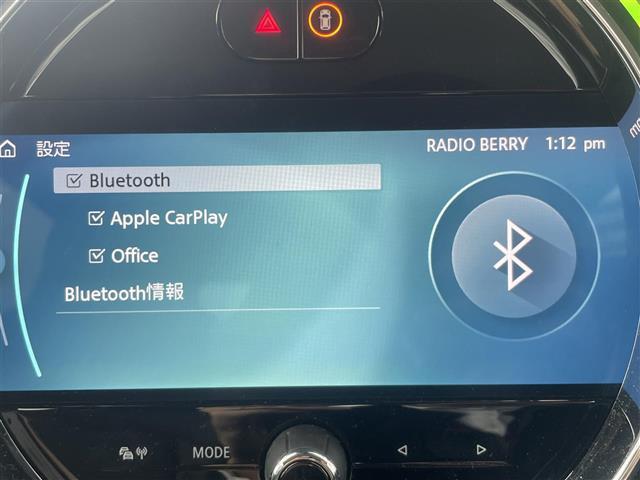 設定
RADIO BERRY 1:12 pm
Bluetooth
Apple CarPlay
Office
Bluetooth情報
MODE